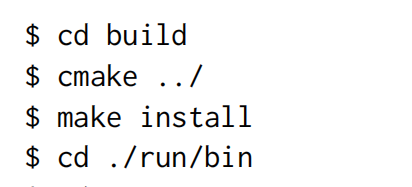 $ cd build
$ cmake ../
$ make install
$ cd ./run/bin